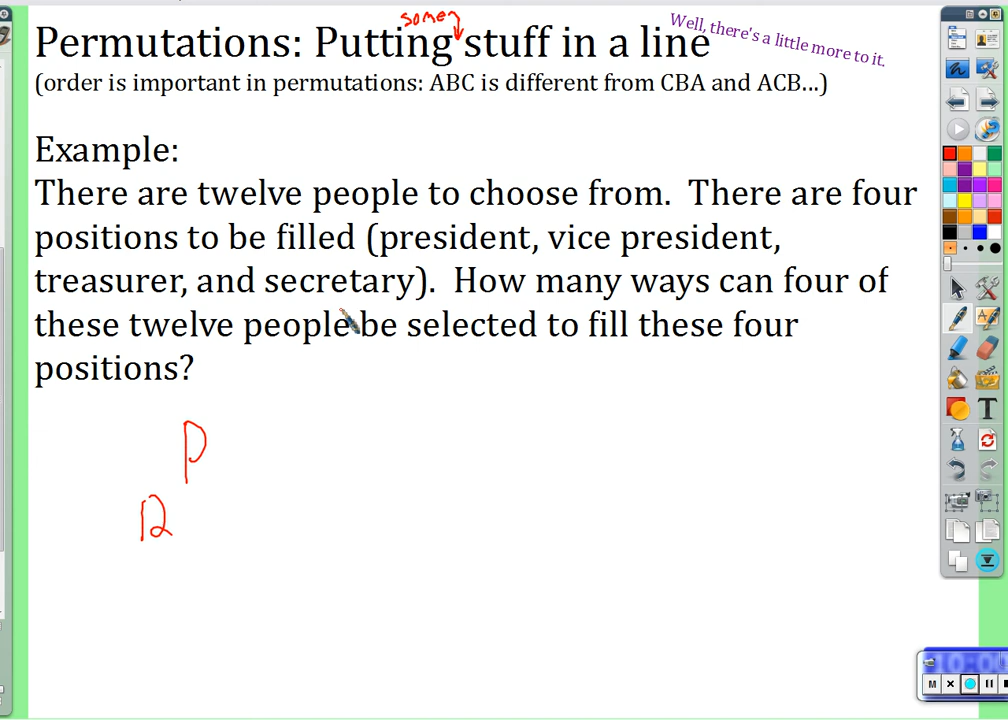 some
Permutations: Putting stuff in a line
Well, there's a little more to it.
(order is important in permutations: ABC is different from CBA and ACB...)
Example:
There are twelve people to choose from. There are four
positions to be filled (president, vice president,
treasurer, and secretary). How many ways can four of
these twelve people be selected to fill these four
positions?
P
12
T
M